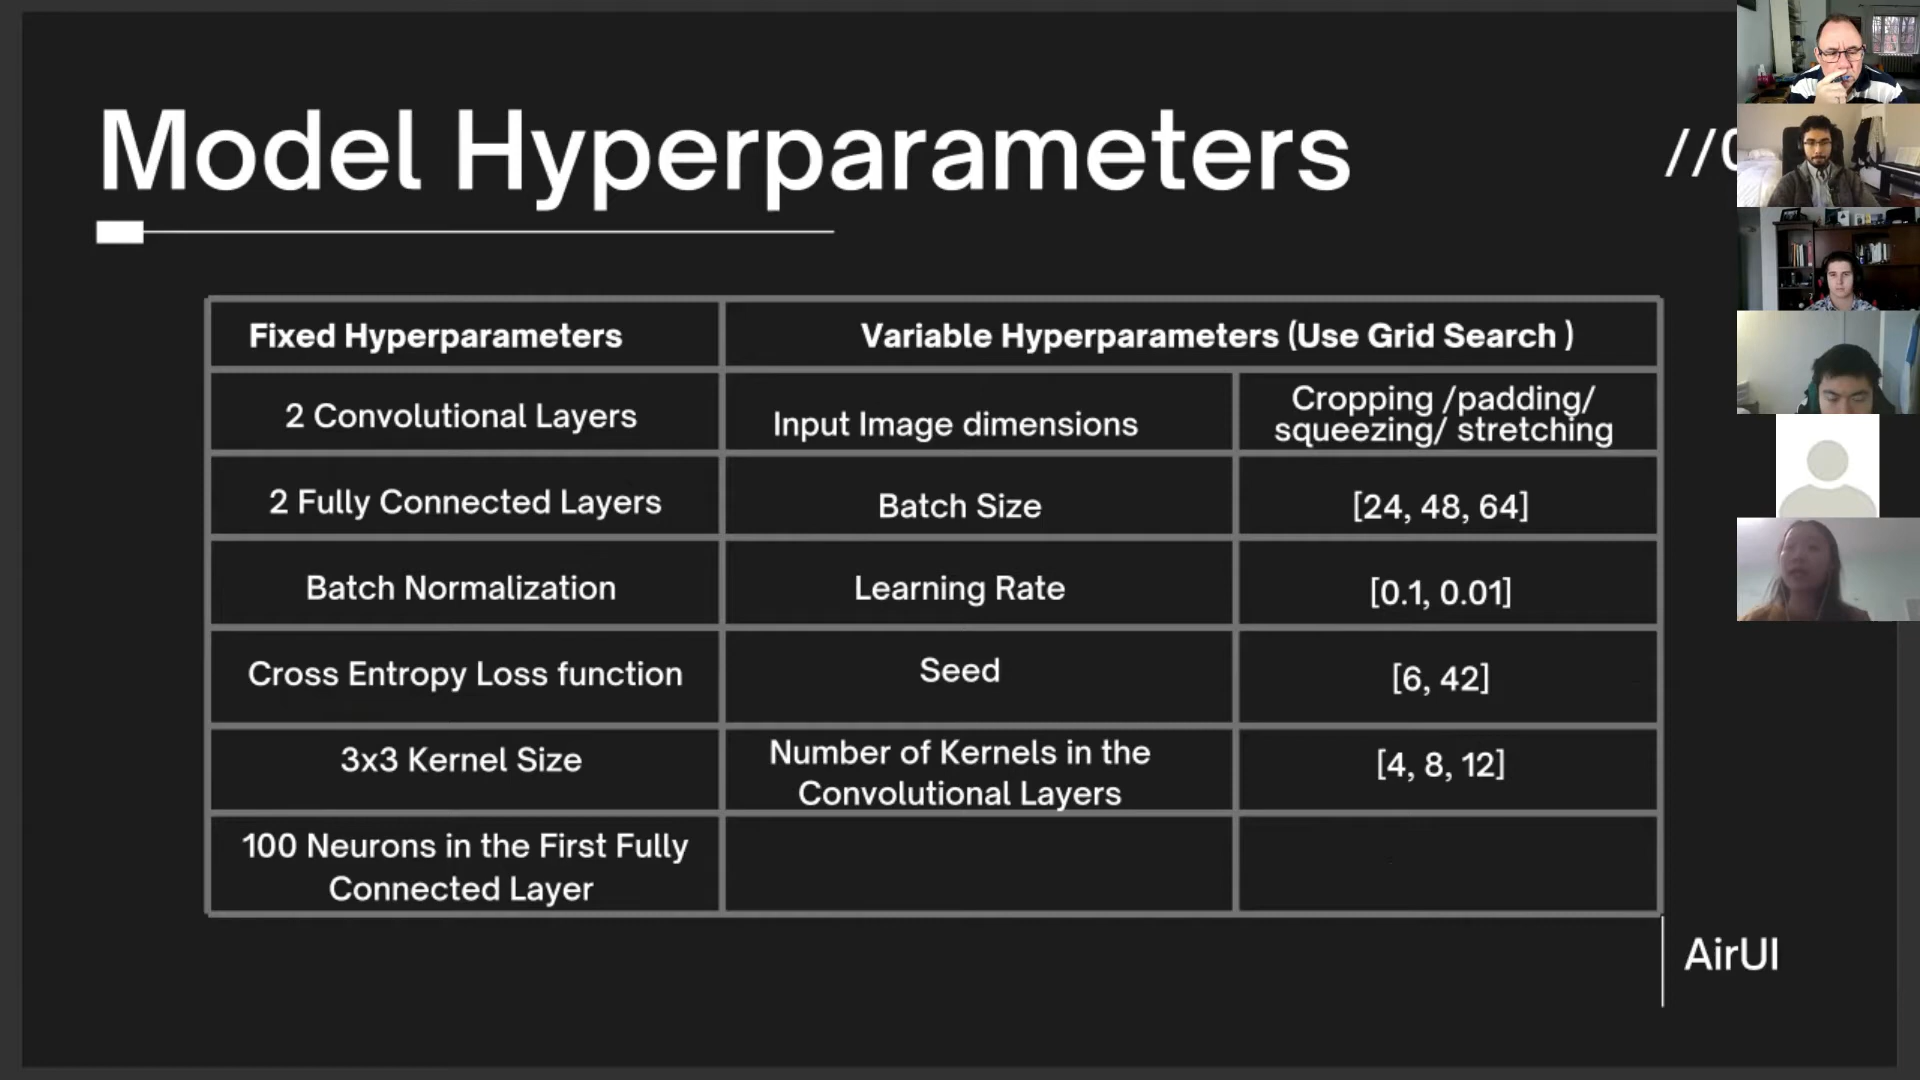 Model Hyperparameters
//
Fixed Hyperparameters
Variable Hyperparameters (Use Grid Search )
2 Convolutional Layers
Input Image dimensions
Cropping /padding/
squeezing/ stretching
2 Fully Connected Layers
Batch Size
[24, 48, 64]
Batch Normalization
Learning Rate
[0.1, 0.01]
Cross Entropy Loss function
Seed
[6, 42]
3x3 Kernel Size
Number of Kernels in the
Convolutional Layers
[4, 8, 12]
100 Neurons in the First Fully
Connected Layer
AirUI